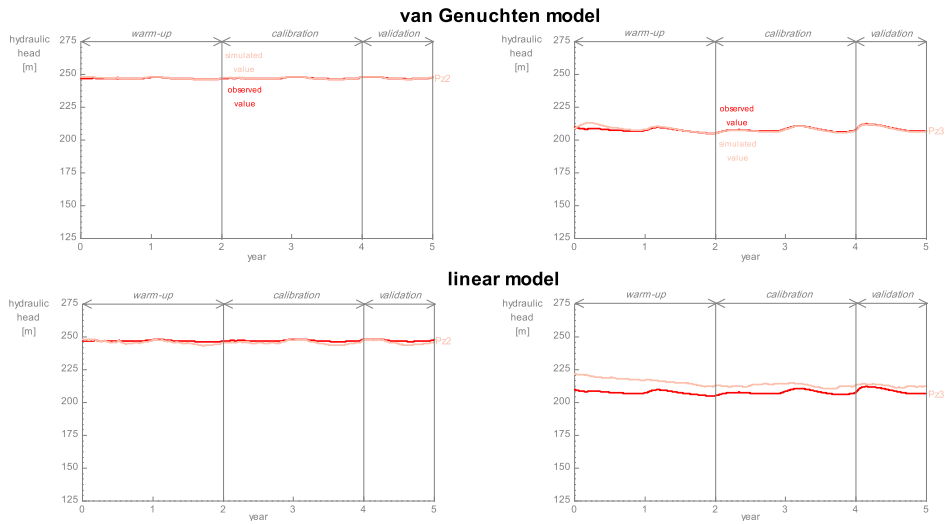 van Genuchten model
hydraulic
head
[m]
warm-up
calibration
validation
275
250
225
200
175
150
125
simulated
value
observed
value
Pz2
0
1
2
3
4
5
year
hydraulic
head
[m]
warm-up
calibration
validation
275
250
225
200
175
150
125
observed
value
simulated
value
Pz3
0
1
2
3
4
5
year
linear model
hydraulic
head
[m]
warm-up
calibration
validation
275
250
225
200
175
150
125
Pz2
0
1
2
3
4
5
year
hydraulic
head
[m]
warm-up
calibration
validation
275
250
225
200
175
150
125
Pz3
0
1
2
3
4
5
year